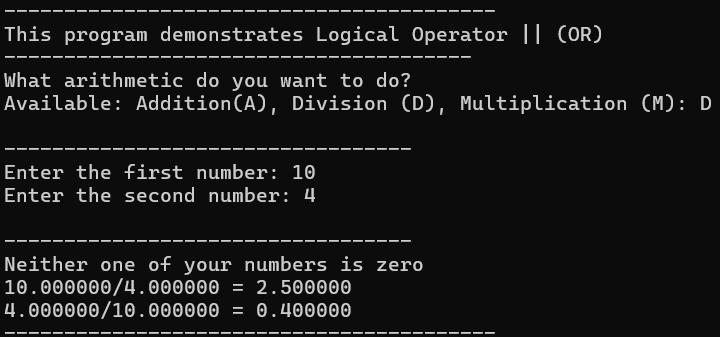 -----------------------------------------
This program demonstrates Logical Operator || (OR)
---------------------------------------
What arithmetic do you want to do?
Available: Addition(A), Division (D), Multiplication (M): D
----------------------------------
Enter the first number: 10
Enter the second number: 4
----------------------------------
Neither one of your numbers is zero
10.000000/4.000000 = 2.500000
4.000000/10.000000 = 0.400000
-----------------------------------------